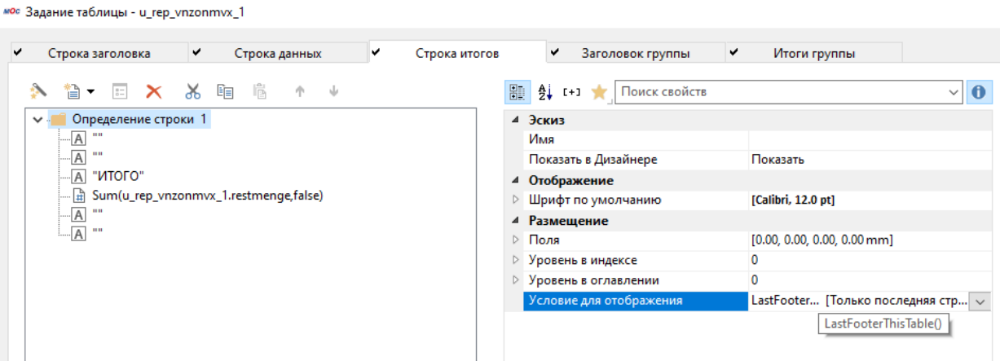 мос Задание таблицы - u_rep_vnzonmvx_1
Строка заголовка Строка данных Строка итогов Заголовок группы Итоги группы
[+] Поиск свойств
Определение строки 1
A ""
A ""
A "ИТОГО"
# Sum(u_rep_vnzonmvx_1.restmenge,false)
A ""
A ""
Эскиз
Имя
Показать в Дизайнере Показать
Отображение
Шрифт по умолчанию [Calibri, 12.0 pt]
Размещение
Поля [0.00, 0.00, 0.00, 0.00 mm]
Уровень в индексе 0
Уровень в оглавлении 0
Условие для отображения LastFooter... [Только последняя стр...
LastFooterThisTable()